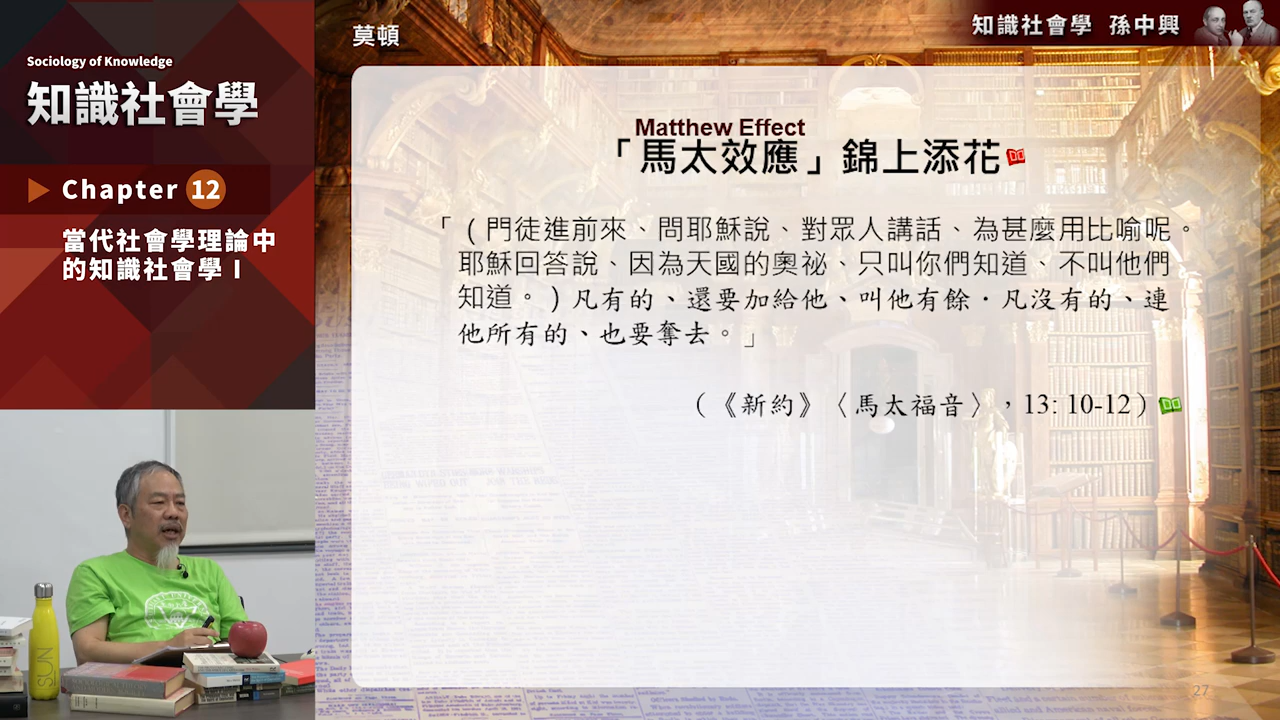 Sociology of Knowledge
知識社會學
Chapter 12
當代社會學理論中
的知識社會學 I
莫頓
知識社會學 孫中興
Matthew Effect
「馬太效應」錦上添花
「（門徒進前來、問耶穌說、對眾人講話、為甚麼用比喻呢。
耶穌回答說、因為天國的奧祕、只叫你們知道、不叫他們
知道。）凡有的、還要加給他、叫他有餘．凡沒有的、連
他所有的、也要奪去。」
（《新約》〈馬太福音〉，13: 10-12）
SUN
27